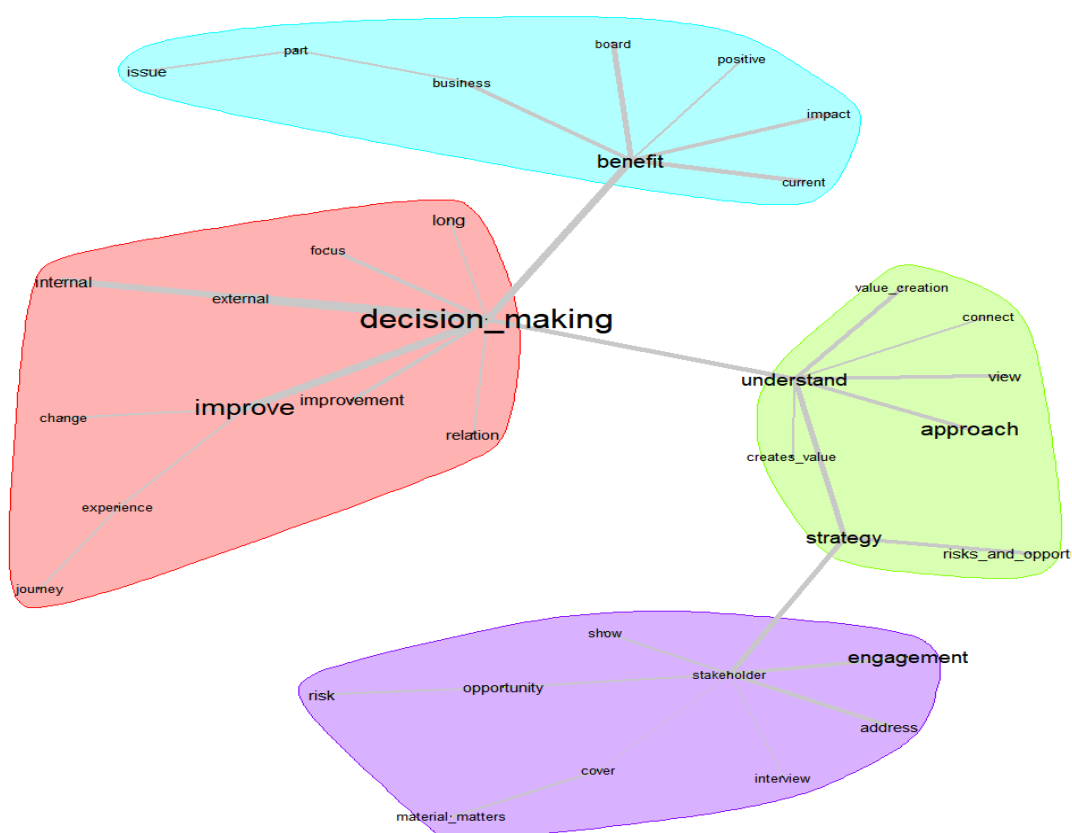 board
part
positive
issue
business
impact
benefit
current
long
focus
internal
external
decision_making
improve
improvement
change
relation
experience
journey
value_creation
connect
understand
view
approach
creates_value
strategy
risks_and_opport
show
engagement
stakeholder
opportunity
risk
address
cover
interview
material_matters